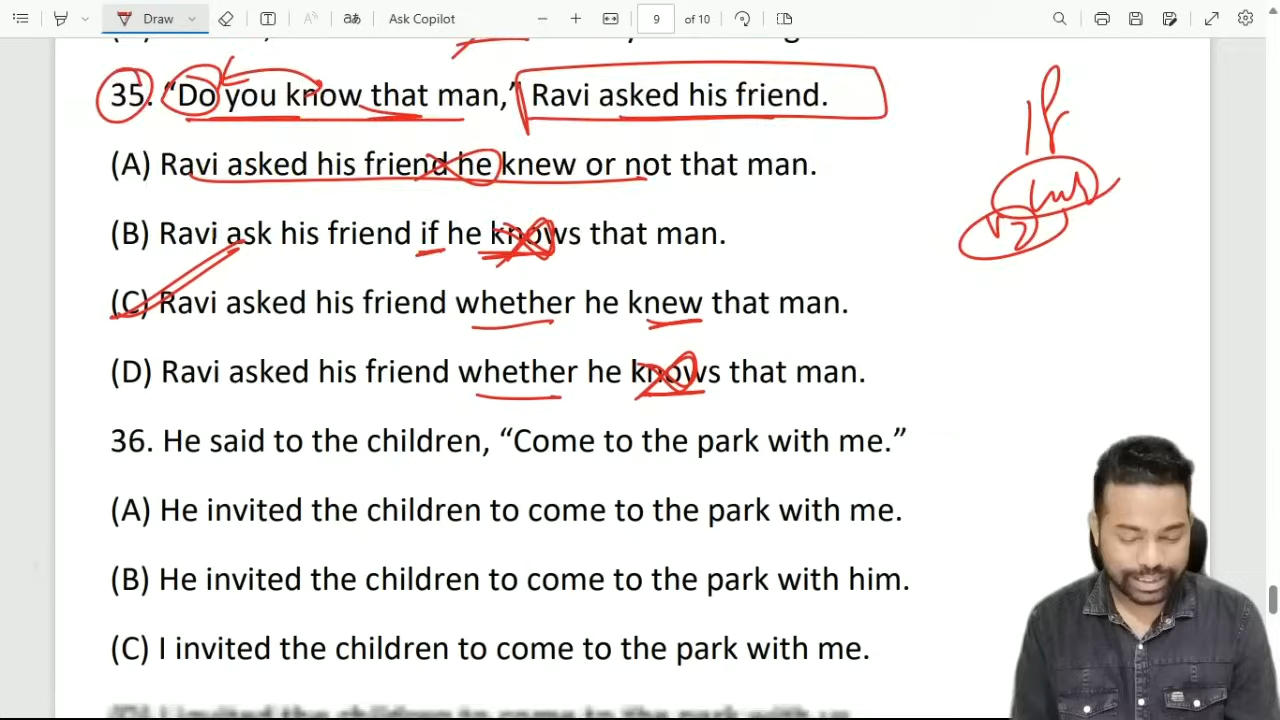 Draw
Ask Copilot
9 of 10
35. “Do you know that man,” Ravi asked his friend.
If
(A) Ravi asked his friend he knew or not that man.
(B) Ravi ask his friend if he knows that man.
(C) Ravi asked his friend whether he knew that man.
(D) Ravi asked his friend whether he knows that man.
36. He said to the children, “Come to the park with me.”
(A) He invited the children to come to the park with me.
(B) He invited the children to come to the park with him.
(C) I invited the children to come to the park with me.